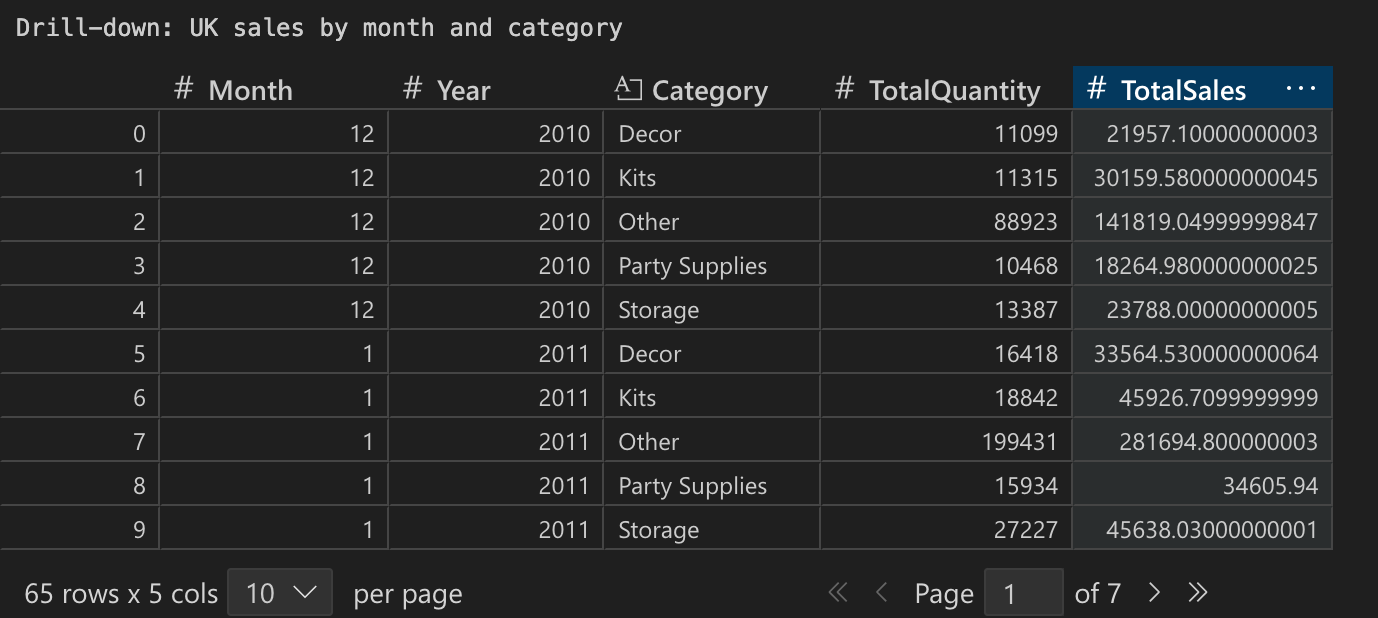 Drill-down: UK sales by month and category
# Month # Year A Category # TotalQuantity # TotalSales ...
0 12 2010 Decor 11099 21957.10000000003
1 12 2010 Kits 11315 30159.580000000045
2 12 2010 Other 88923 141819.04999999847
3 12 2010 Party Supplies 10468 18264.980000000025
4 12 2010 Storage 13387 23788.00000000005
5 1 2011 Decor 16418 33564.530000000064
6 1 2011 Kits 18842 45926.7099999999
7 1 2011 Other 199431 281694.800000003
8 1 2011 Party Supplies 15934 34605.94
9 1 2011 Storage 27227 45638.03000000001
65 rows x 5 cols 10 per page « < Page 1 of 7 > »